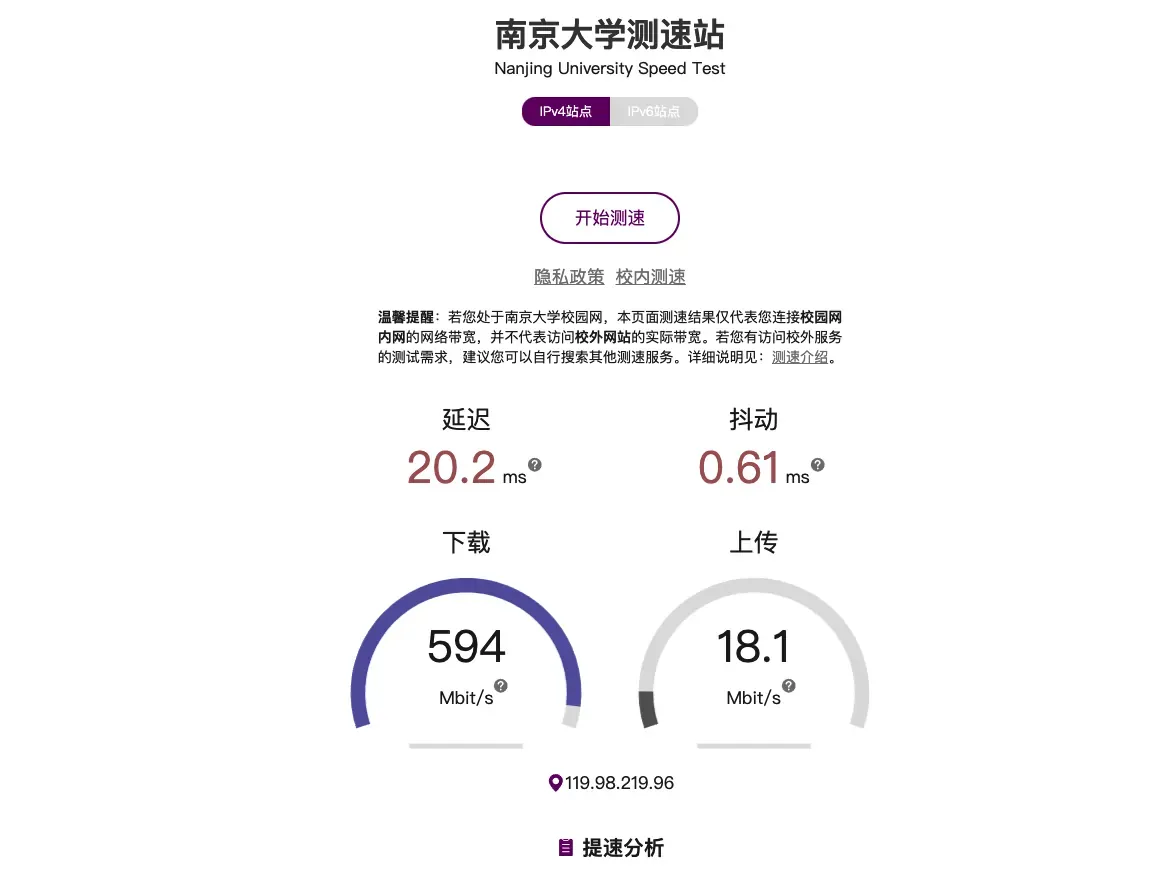 南京大学测速站
Nanjing University Speed Test
IPv4站点 IPv6站点
开始测速
隐私政策 校内测速
温馨提醒：若您处于南京大学校园网，本页面测速结果仅代表您连接校园网
内网的网络带宽，并不代表访问校外网站的实际带宽。若您有访问校外服务
的测试需求，建议您可以自行搜索其他测速服务。详细说明见：测速介绍。
延迟 抖动
20.2 ms? 0.61 ms?
下载 上传
594 18.1
Mbit/s? Mbit/s?
119.98.219.96
提速分析